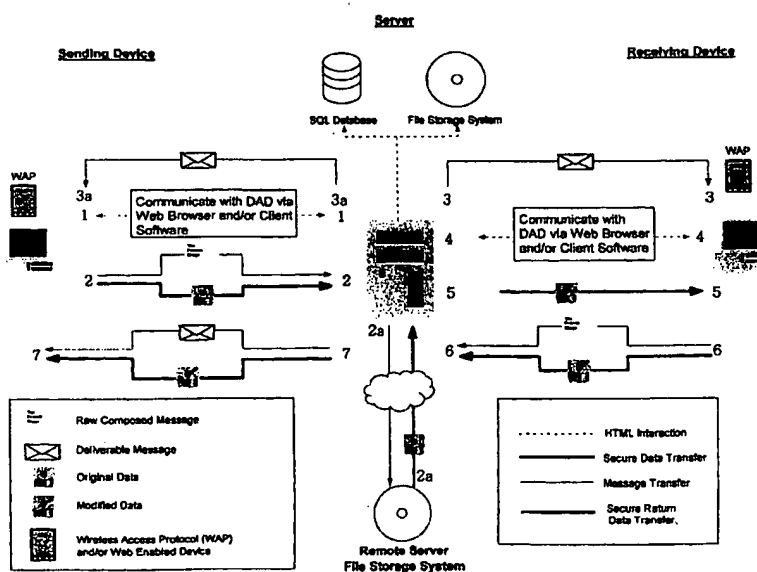 Server
Sending Device
Receiving Device
SQL Database
File Storage System
WAP
WAP
3a
3a
3
3
1
Communicate with DAD via
Web Browser and/or Client
Software
1
4
Communicate with
DAD via Web Browser
and/or Client Software
4
2
2
5
5
2a
7
7
6
6
2a
Remote Server
File Storage System
Raw Composed Message
Deliverable Message
Original Data
Modified Data
Wireless Access Protocol (WAP)
and/or Web Enabled Device
HTML Interaction
Secure Data Transfer
Message Transfer
Secure Return
Data Transfer.